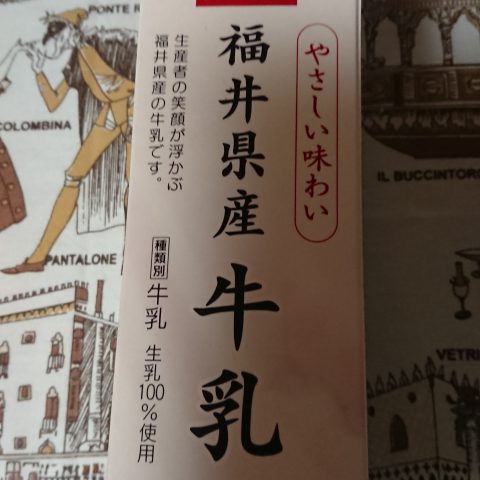 やさしい味わい
福井県産牛乳
生産者の笑顔が浮かぶ
福井県産の牛乳です。
種類別 牛乳 生乳100%使用
PONTE R
COLOMBINA
PANTALONE
IL BUCCINTOR
VETRE